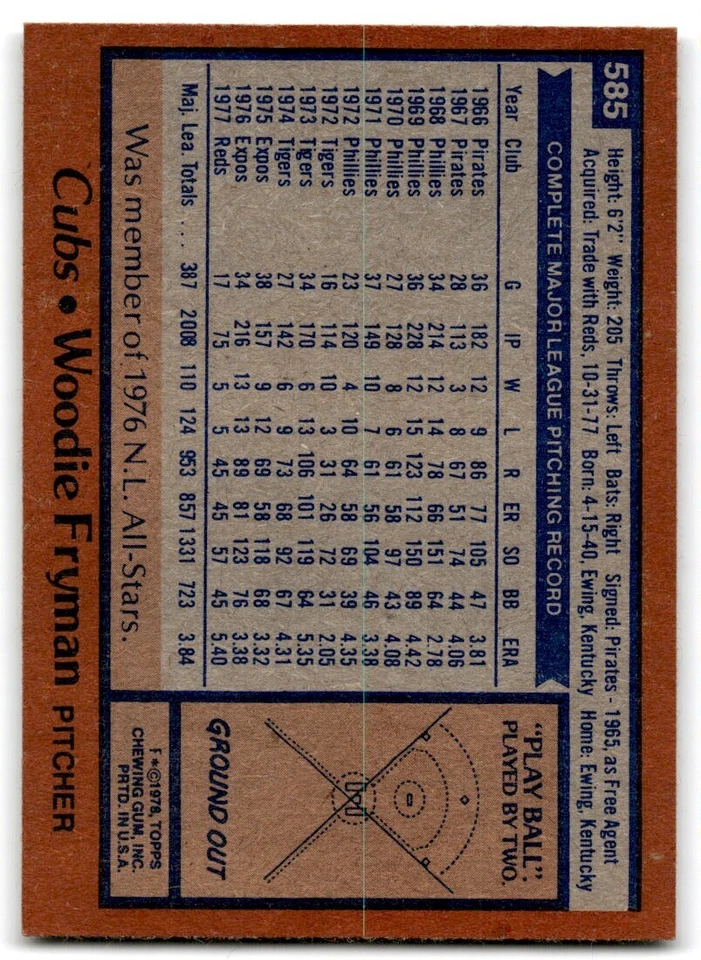 585
Height: 6'2" Weight: 205 Throws: Left Bats: Right Signed: Pirates - 1965, as Free Agent
Acquired: Trade with Reds, 10-31-77 Born: 4-15-40, Ewing, Kentucky Home: Ewing, Kentucky
COMPLETE MAJOR LEAGUE PITCHING RECORD
Year Club G IP W L R ER SO BB ERA
1966 Pirates 36 182 12 9 86 77 105 47 3.81
1967 Pirates 28 113 3 8 67 51 74 44 4.06
1968 Phillies 34 214 12 14 78 66 151 64 2.78
1969 Phillies 36 228 12 15 123 112 150 89 4.42
1970 Phillies 27 128 8 6 61 58 97 43 4.08
1971 Phillies 37 149 10 7 61 56 104 46 3.38
1972 Phillies 23 120 4 10 64 58 69 39 4.35
1972 Tigers 16 114 10 3 31 26 72 31 2.05
1973 Tigers 34 170 6 13 106 101 119 64 5.35
1974 Tigers 27 142 6 9 73 68 92 67 4.31
1975 Expos 38 157 9 12 69 58 118 68 3.32
1976 Expos 34 216 13 13 89 81 123 76 3.38
1977 Reds 17 75 5 5 45 45 57 45 5.40
Maj. Lea. Totals .... 387 2008 110 124 953 857 1331 723 3.84
Was member of 1976 N.L. All-Stars.
"PLAY BALL":
PLAYED BY TWO.
GROUND OUT
F*©1978, TOPPS
CHEWING GUM, INC.
PRTD. IN U.S.A.
Cubs • Woodie Fryman PITCHER